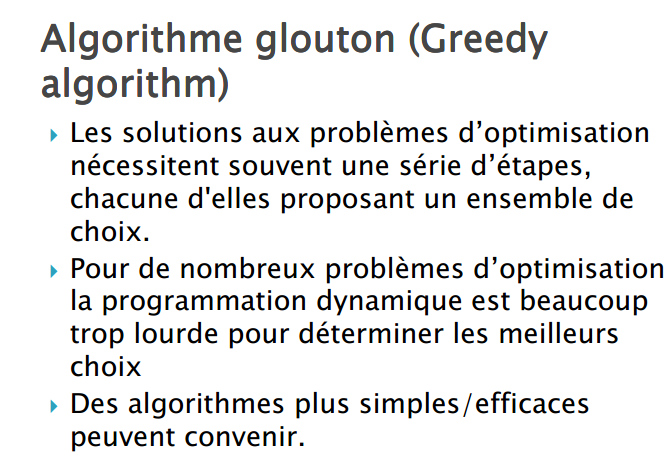 Algorithme glouton (Greedy
algorithm)
Les solutions aux problèmes d’optimisation
nécessitent souvent une série d’étapes,
chacune d'elles proposant un ensemble de
choix.
Pour de nombreux problèmes d’optimisation
la programmation dynamique est beaucoup
trop lourde pour déterminer les meilleurs
choix
Des algorithmes plus simples/efficaces
peuvent convenir.